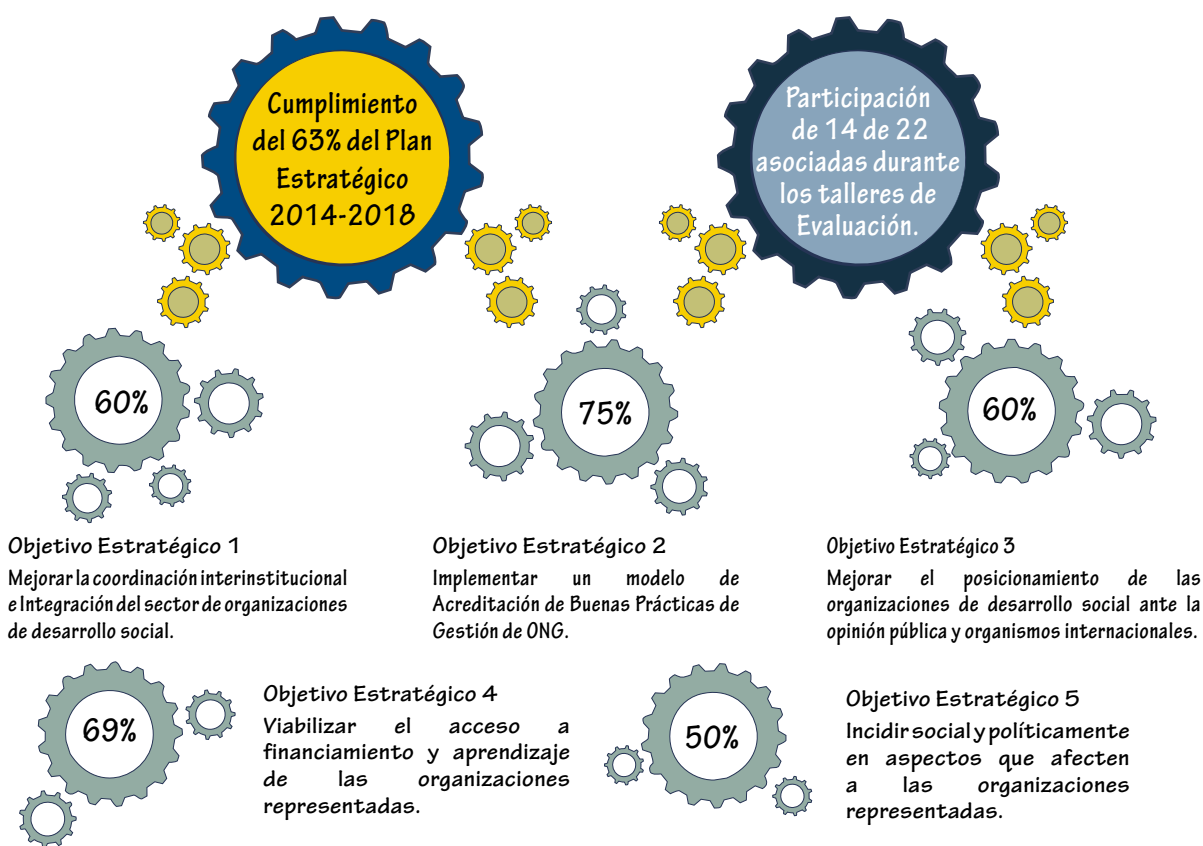 Cumplimiento
del 63% del Plan
Estratégico
2014-2018
Participación
de 14 de 22
asociadas durante
los talleres de
Evaluación.
60%
75%
60%
Objetivo Estratégico 1
Mejorar la coordinación interinstitucional
e Integración del sector de organizaciones
de desarrollo social.
Objetivo Estratégico 2
Implementar un modelo de
Acreditación de Buenas Prácticas de
Gestión de ONG.
Objetivo Estratégico 3
Mejorar el posicionamiento de las
organizaciones de desarrollo social ante la
opinión pública y organismos internacionales.
69%
Objetivo Estratégico 4
Viabilizar el acceso a
financiamiento y aprendizaje
de las organizaciones
representadas.
50%
Objetivo Estratégico 5
Incidir social y políticamente
en aspectos que afecten
a las organizaciones
representadas.